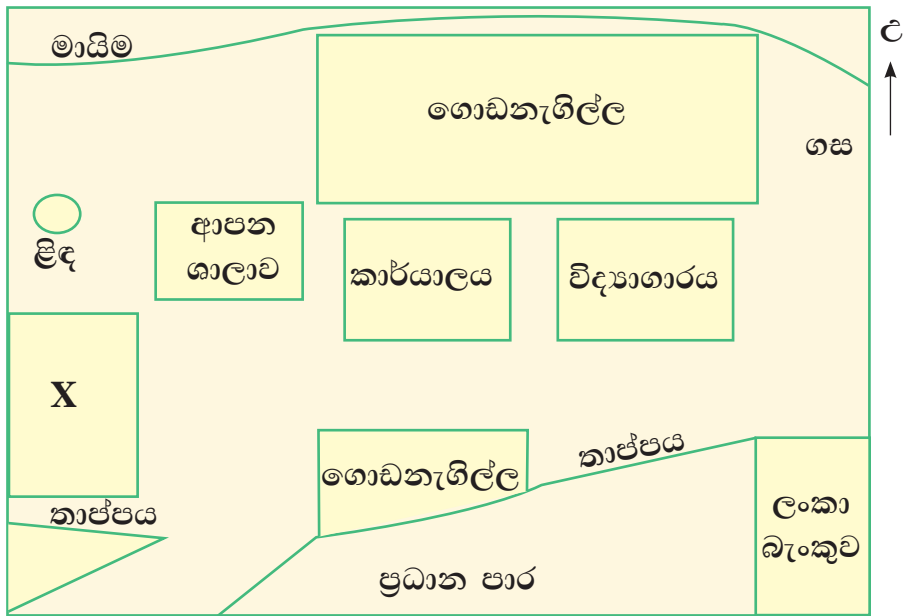 මායිම
උ
ගොඩනැගිල්ල
ගස
ළිඳ
ආපන
ශාලාව
කාර්යාලය
විද්‍යාගාරය
X
තාප්පය
ගොඩනැගිල්ල
තාප්පය
ලංකා
බැංකුව
ප්‍රධාන පාර